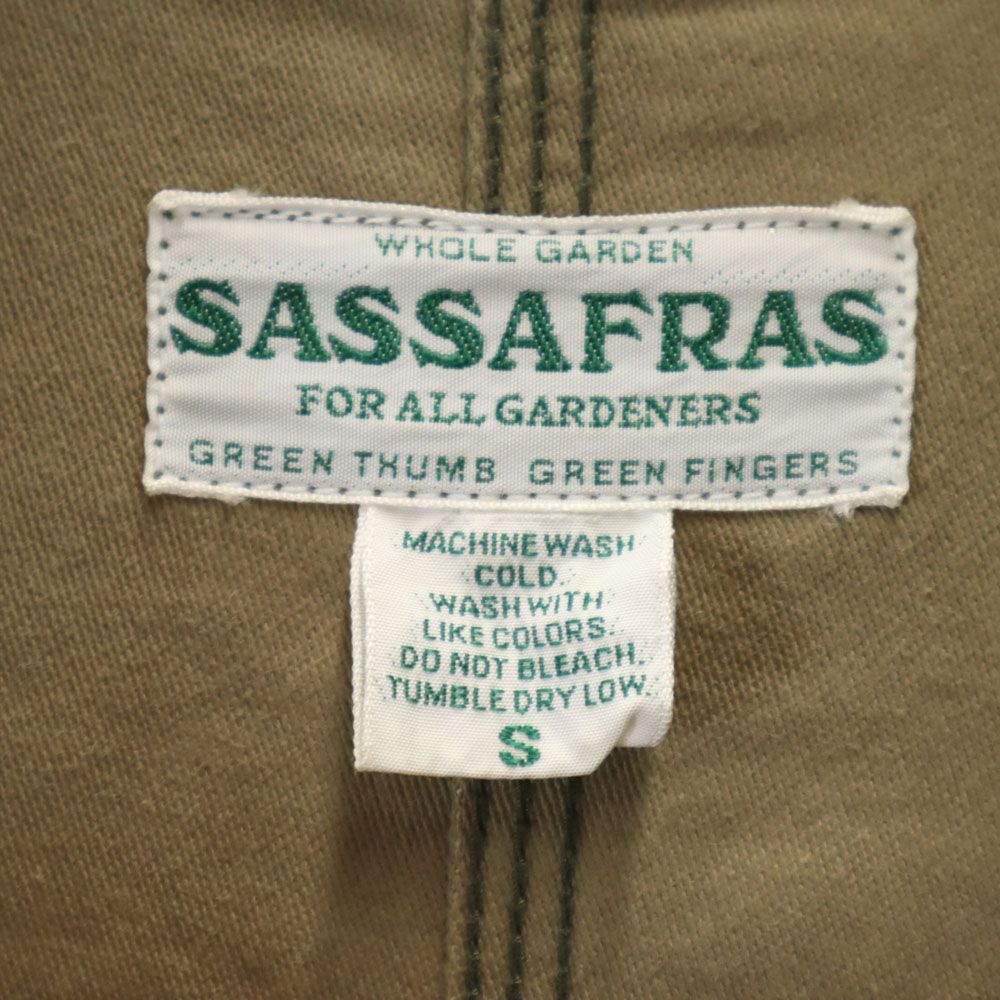 WHOLE GARDEN
SASSAFRAS
FOR ALL GARDENERS
GREEN THUMB GREEN FINGERS
MACHINE WASH
COLD.
WASH WITH
LIKE COLORS.
DO NOT BLEACH.
TUMBLE DRY LOW.
S